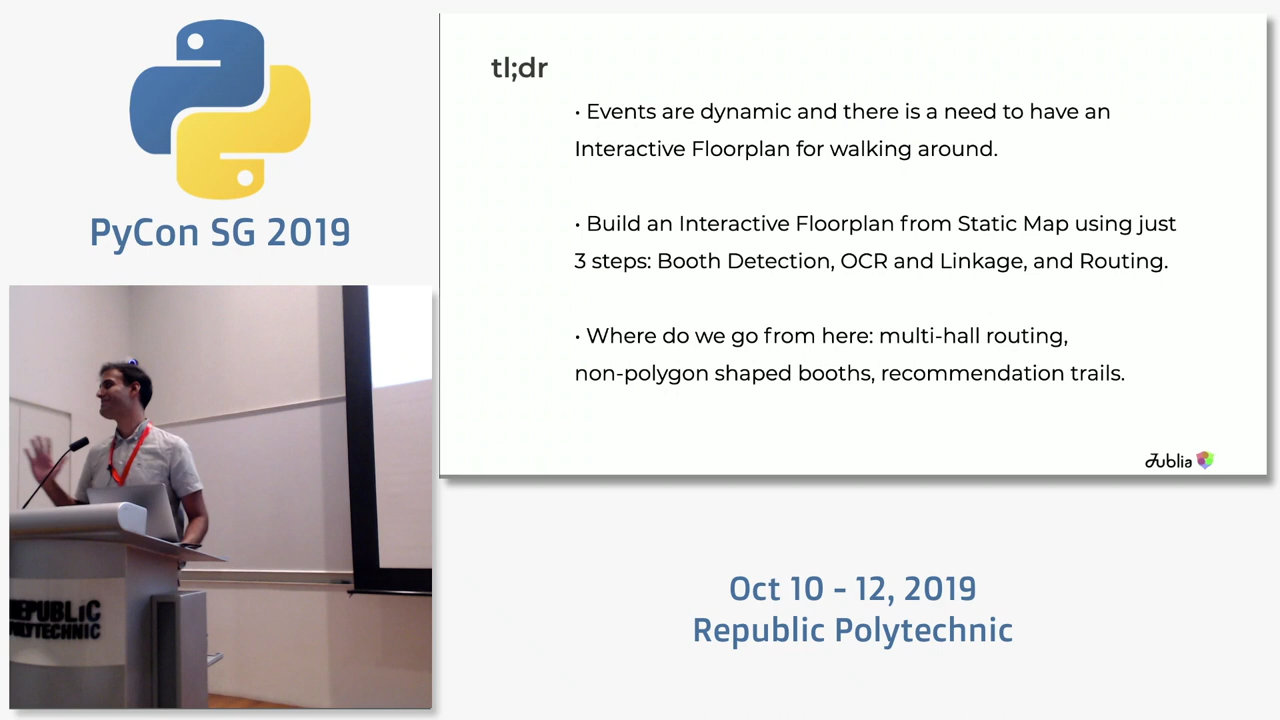 PyCon SG 2019
tl;dr
• Events are dynamic and there is a need to have an
Interactive Floorplan for walking around.
• Build an Interactive Floorplan from Static Map using just
3 steps: Booth Detection, OCR and Linkage, and Routing.
• Where do we go from here: multi-hall routing,
non-polygon shaped booths, recommendation trails.
Jublia
REPUBLIC
POLYTECHNIC
Oct 10 - 12, 2019
Republic Polytechnic